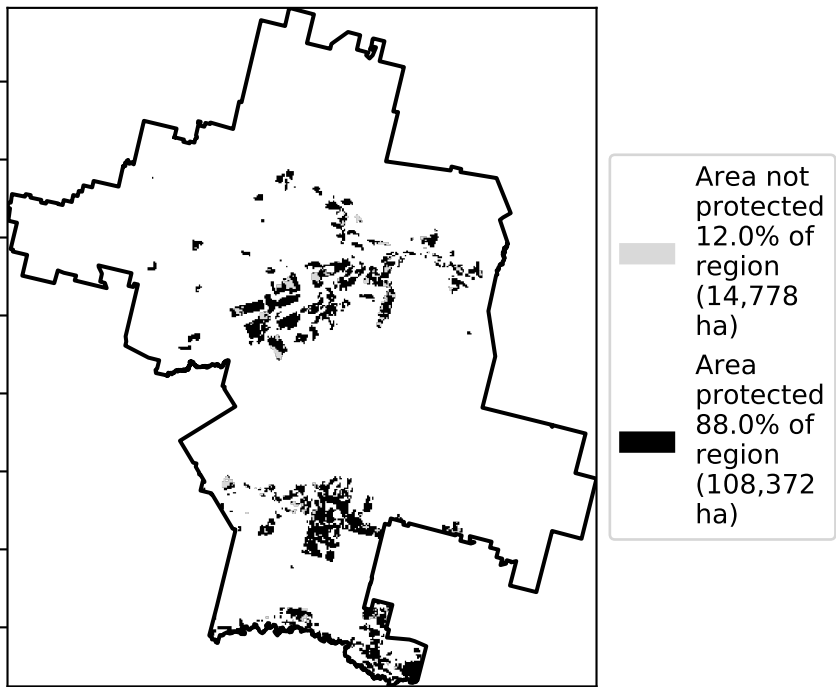 Area not
protected
12.0% of
region
(14,778
ha)
Area
protected
88.0% of
region
(108,372
ha)